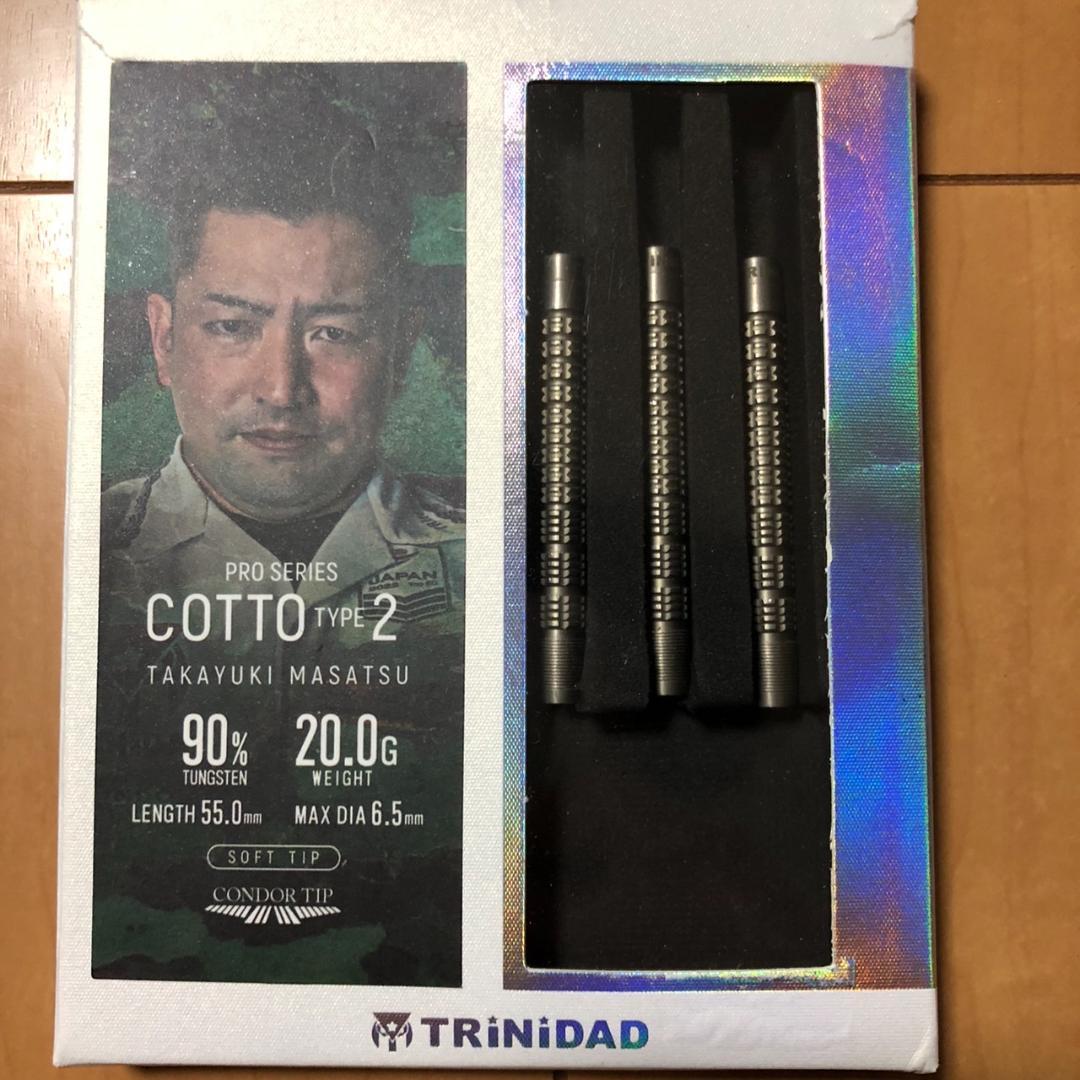 JAPAN
PRO SERIES
COTTO TYPE 2
TAKAYUKI MASATSU
90% 20.0G
TUNGSTEN WEIGHT
LENGTH 55.0mm MAX DIA 6.5mm
SOFT TIP
CONDOR TIP
TRiNiDAD